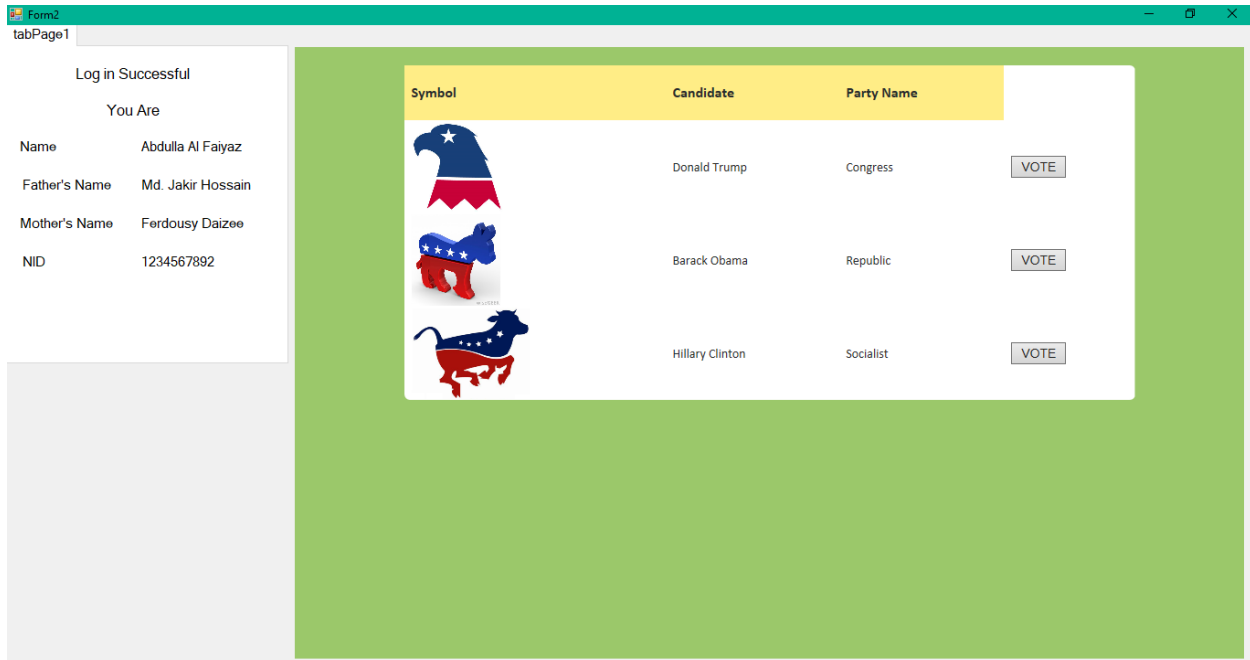 Form2
tabPage1
Log in Successful
You Are
Name Abdulla Al Faiyaz
Father's Name Md. Jakir Hossain
Mother's Name Ferdousy Daizee
NID 1234567892
Symbol Candidate Party Name
Donald Trump Congress VOTE
Barack Obama Republic VOTE
Hillary Clinton Socialist VOTE